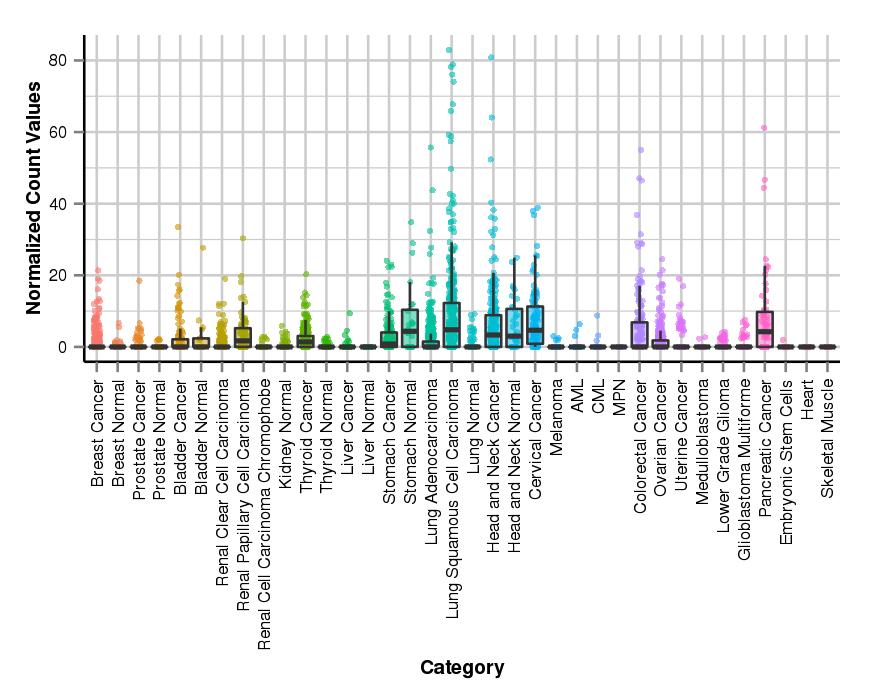 Normalized Count Values
80
60
40
20
0
Breast Cancer
Breast Normal
Prostate Cancer
Prostate Normal
Bladder Cancer
Bladder Normal
Renal Clear Cell Carcinoma
Renal Papillary Cell Carcinoma
Renal Cell Carcinoma Chromophobe
Kidney Normal
Thyroid Cancer
Thyroid Normal
Liver Cancer
Liver Normal
Stomach Cancer
Stomach Normal
Lung Adenocarcinoma
Lung Squamous Cell Carcinoma
Lung Normal
Head and Neck Cancer
Head and Neck Normal
Cervical Cancer
Melanoma
AML
CML
MPN
Colorectal Cancer
Ovarian Cancer
Uterine Cancer
Medulloblastoma
Lower Grade Glioma
Glioblastoma Multiforme
Pancreatic Cancer
Embryonic Stem Cells
Heart
Skeletal Muscle
Category